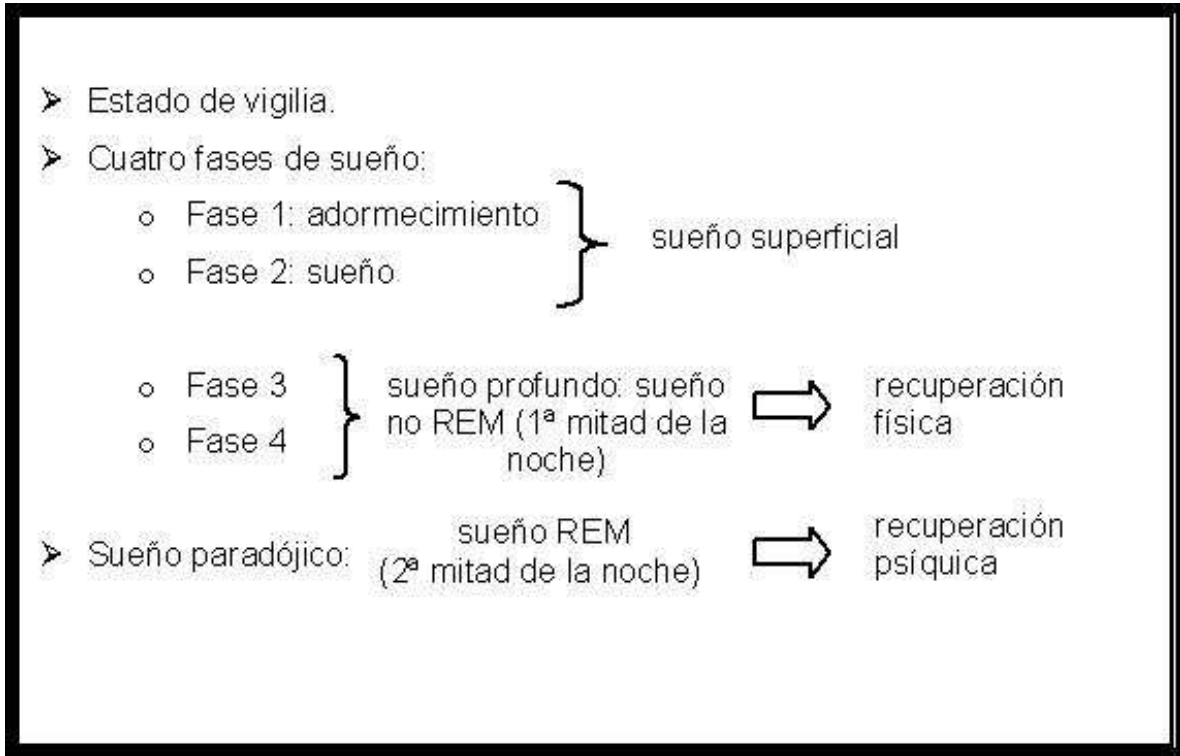 Estado de vigilia.
Cuatro fases de sueño:
Fase 1: adormecimiento
Fase 2: sueño
sueño superficial
Fase 3
Fase 4
sueño profundo: sueño
no REM (1ª mitad de la
noche)
recuperación
física
Sueño paradójico:
sueño REM
(2ª mitad de la noche)
recuperación
psíquica